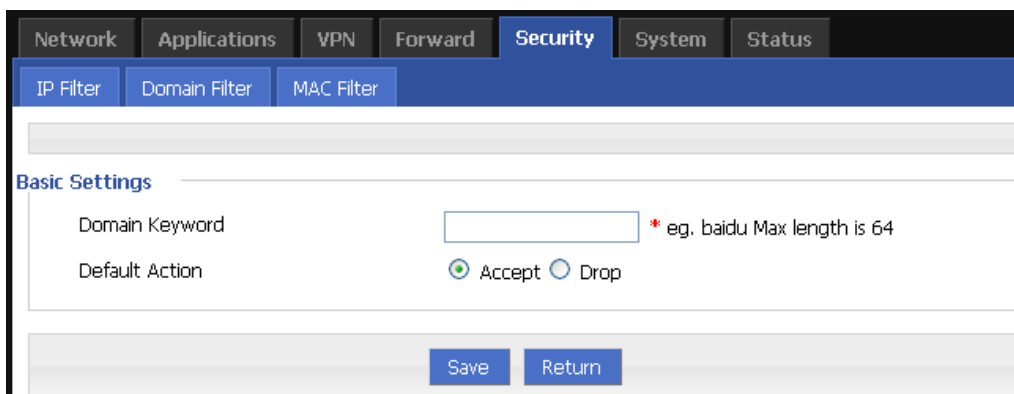 Network Applications VPN Forward Security System Status
IP Filter Domain Filter MAC Filter
Basic Settings
Domain Keyword * eg. baidu Max length is 64
Default Action Accept Drop
Save Return